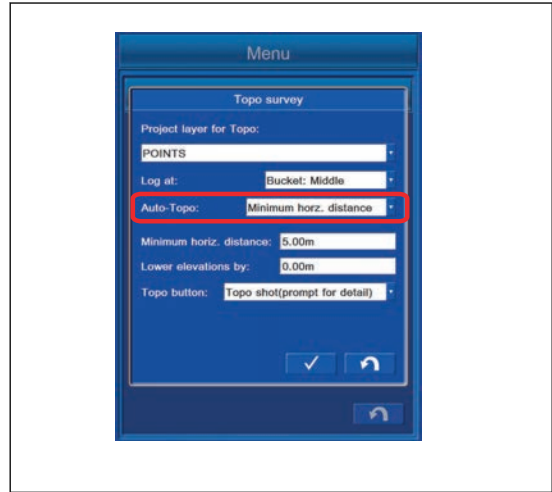 Menu
Topo survey
Project layer for Topo:
POINTS
Log at: Bucket: Middle
Auto-Topo: Minimum horz. distance
Minimum horiz. distance: 5.00m
Lower elevations by: 0.00m
Topo button: Topo shot(prompt for detail)